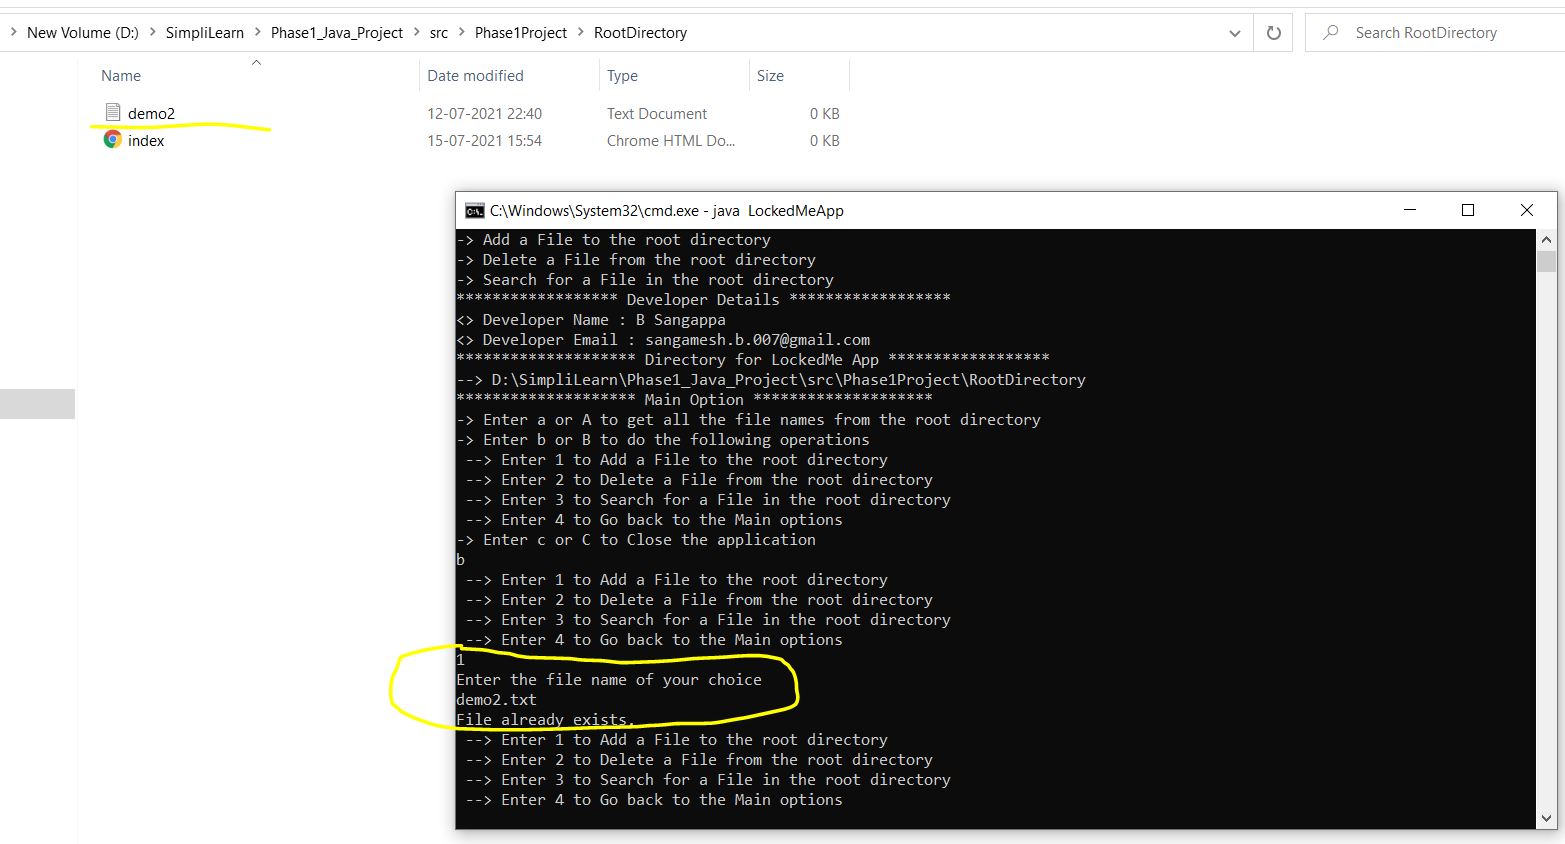 New Volume (D:) > SimpliLearn > Phase1_Java_Project > src > Phase1Project > RootDirectory
Search RootDirectory
Name Date modified Type Size
demo2 12-07-2021 22:40 Text Document 0 KB
index 15-07-2021 15:54 Chrome HTML Do... 0 KB
C:\Windows\System32\cmd.exe - java  LockedMeApp
-> Add a File to the root directory
-> Delete a File from the root directory
-> Search for a File in the root directory
****************** Developer Details ******************
<> Developer Name : B Sangappa
<> Developer Email : sangamesh.b.007@gmail.com
******************** Directory for LockedMe App ******************
--> D:\SimpliLearn\Phase1_Java_Project\src\Phase1Project\RootDirectory
******************** Main Option ********************
-> Enter a or A to get all the file names from the root directory
-> Enter b or B to do the following operations
--> Enter 1 to Add a File to the root directory
--> Enter 2 to Delete a File from the root directory
--> Enter 3 to Search for a File in the root directory
--> Enter 4 to Go back to the Main options
-> Enter c or C to Close the application
b
--> Enter 1 to Add a File to the root directory
--> Enter 2 to Delete a File from the root directory
--> Enter 3 to Search for a File in the root directory
--> Enter 4 to Go back to the Main options
1
Enter the file name of your choice
demo2.txt
File already exists.
--> Enter 1 to Add a File to the root directory
--> Enter 2 to Delete a File from the root directory
--> Enter 3 to Search for a File in the root directory
--> Enter 4 to Go back to the Main options